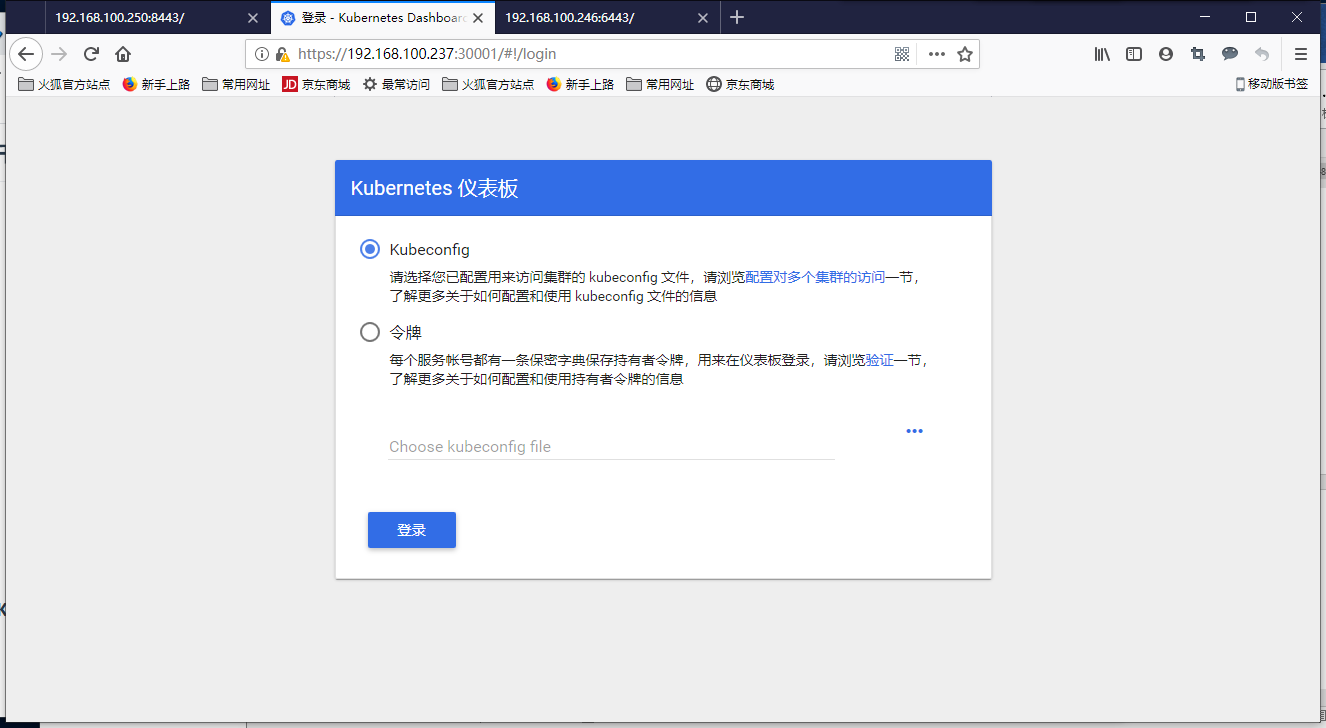 192.168.100.250:8443/
登录 - Kubernetes Dashboard
192.168.100.246:6443/
https://192.168.100.237:30001/#!/login
火狐官方站点 新手上路 常用网址 JD 京东商城 最常访问 火狐官方站点 新手上路 常用网址 京东商城 移动版书签
Kubernetes 仪表板
Kubeconfig
请选择您已配置用来访问集群的 kubeconfig 文件，请浏览配置对多个集群的访问一节，
了解更多关于如何配置和使用 kubeconfig 文件的信息
令牌
每个服务帐号都有一条保密字典保存持有者令牌，用来在仪表板登录，请浏览验证一节，
了解更多关于如何配置和使用持有者令牌的信息
Choose kubeconfig file
登录